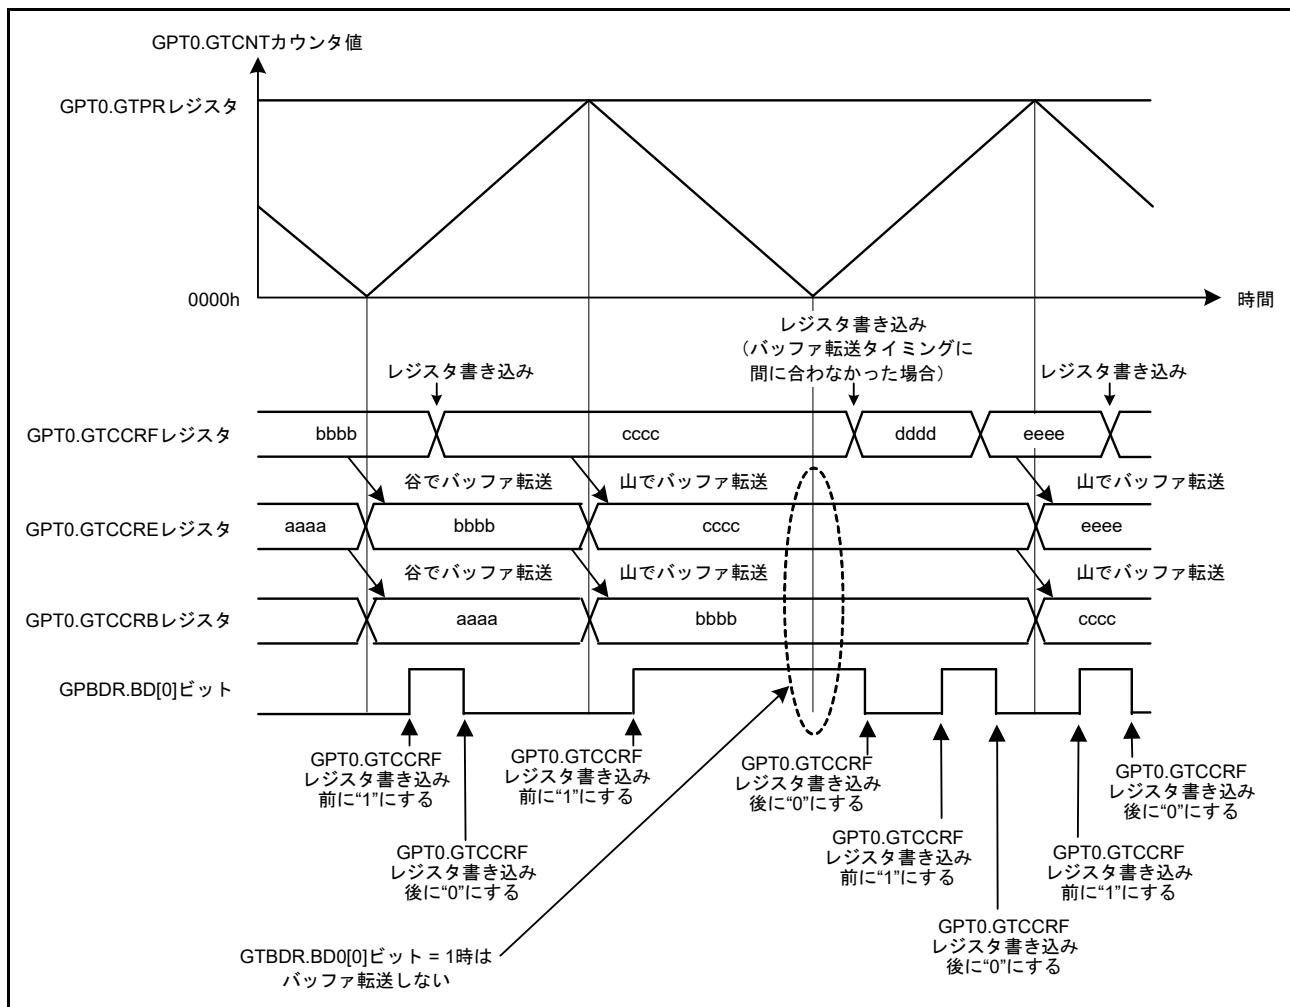 GPT0.GTCNTカウンタ値
GPT0.GTPRレジスタ
0000h
時間
レジスタ書き込み
レジスタ書き込み
（バッファ転送タイミングに
間に合わなかった場合）
レジスタ書き込み
GPT0.GTCCRFレジスタ
bbbb
cccc
dddd
eeee
谷でバッファ転送
山でバッファ転送
山でバッファ転送
GPT0.GTCCREレジスタ
aaaa
bbbb
cccc
eeee
谷でバッファ転送
山でバッファ転送
山でバッファ転送
GPT0.GTCCRBレジスタ
aaaa
bbbb
cccc
GPBDR.BD[0]ビット
GPT0.GTCCRF
レジスタ書き込み
前に“1”にする
GPT0.GTCCRF
レジスタ書き込み
後に“0”にする
GPT0.GTCCRF
レジスタ書き込み
前に“1”にする
GPT0.GTCCRF
レジスタ書き込み
後に“0”にする
GPT0.GTCCRF
レジスタ書き込み
前に“1”にする
GPT0.GTCCRF
レジスタ書き込み
後に“0”にする
GPT0.GTCCRF
レジスタ書き込み
前に“1”にする
GPT0.GTCCRF
レジスタ書き込み
後に“0”にする
GTBDR.BD0[0]ビット = 1時は
バッファ転送しない